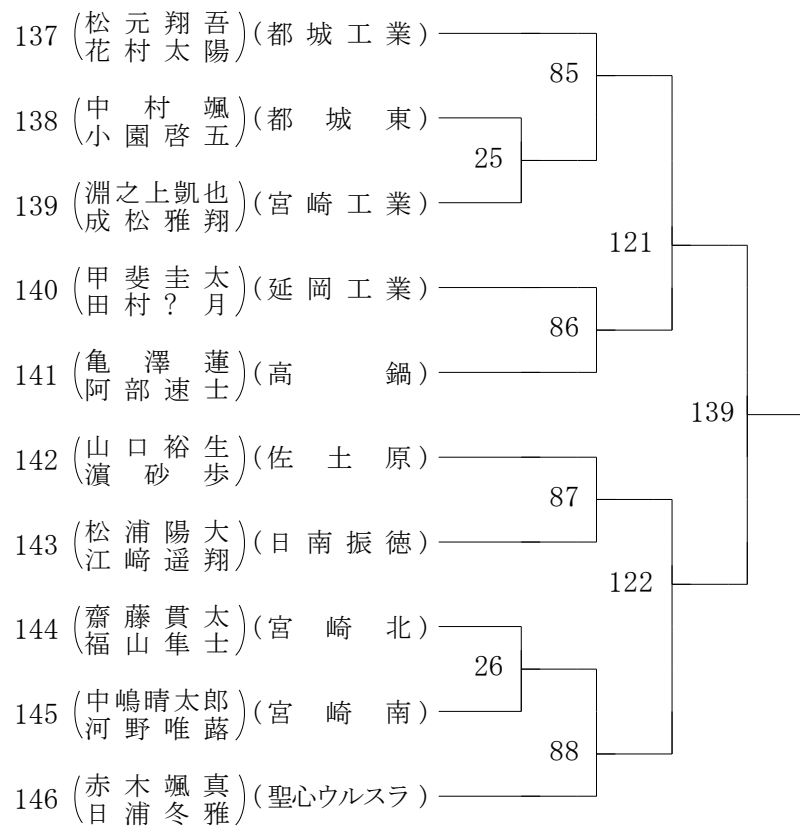 137 (松元翔吾 花村太陽) (都城工業)
85
138 (中村颯 小園啓五) (都城東)
25
139 (淵之上凱也 成松雅翔) (宮崎工業)
121
140 (甲斐圭太 田村?月) (延岡工業)
86
141 (亀澤蓮 阿部速士) (高鍋)
139
142 (山口裕生 濵砂歩) (佐土原)
87
143 (松浦陽大 江﨑遥翔) (日南振徳)
122
144 (齋藤貫太 福山隼士) (宮崎北)
26
145 (中嶋晴太郎 河野唯蕗) (宮崎南)
88
146 (赤木颯真 日浦冬雅) (聖心ウルスラ)